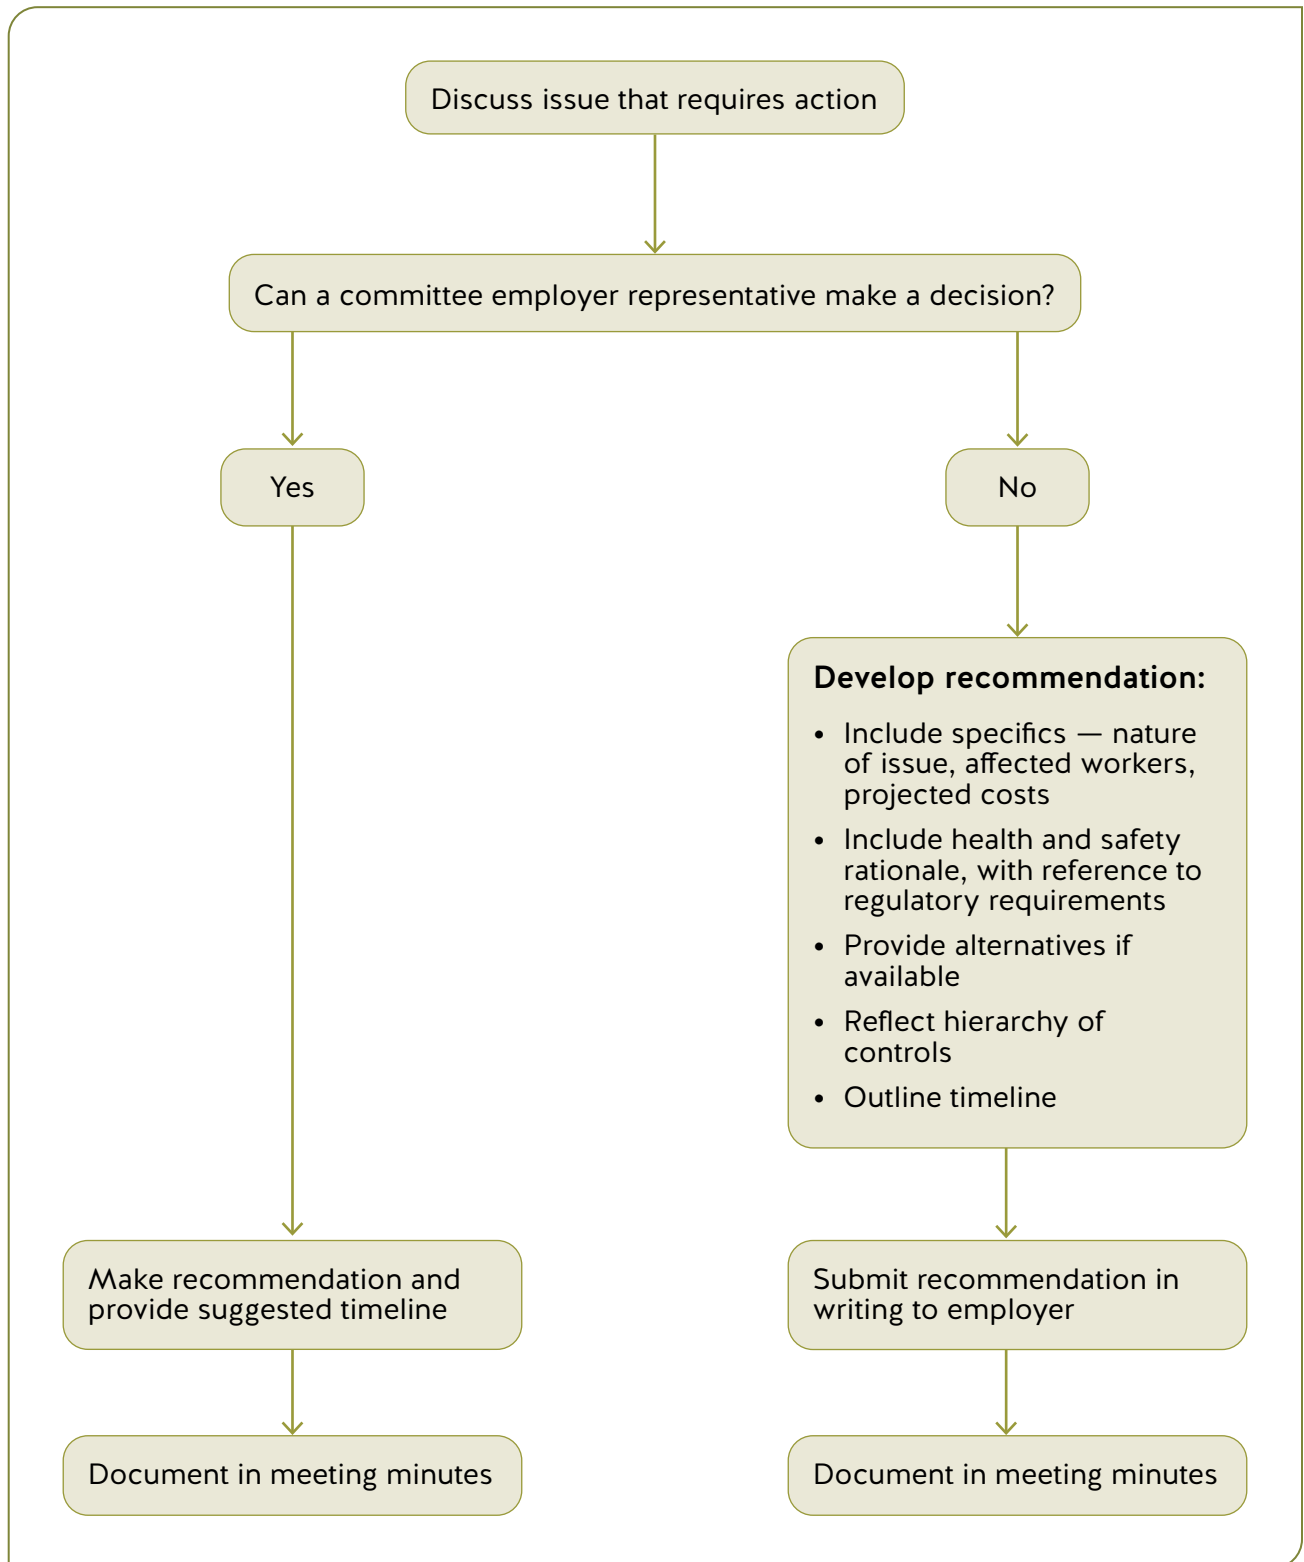 Discuss issue that requires action
Can a committee employer representative make a decision?
Yes
No
Develop recommendation:
• Include specifics — nature
of issue, affected workers,
projected costs
• Include health and safety
rationale, with reference to
regulatory requirements
• Provide alternatives if
available
• Reflect hierarchy of
controls
• Outline timeline
Make recommendation and
provide suggested timeline
Submit recommendation in
writing to employer
Document in meeting minutes
Document in meeting minutes